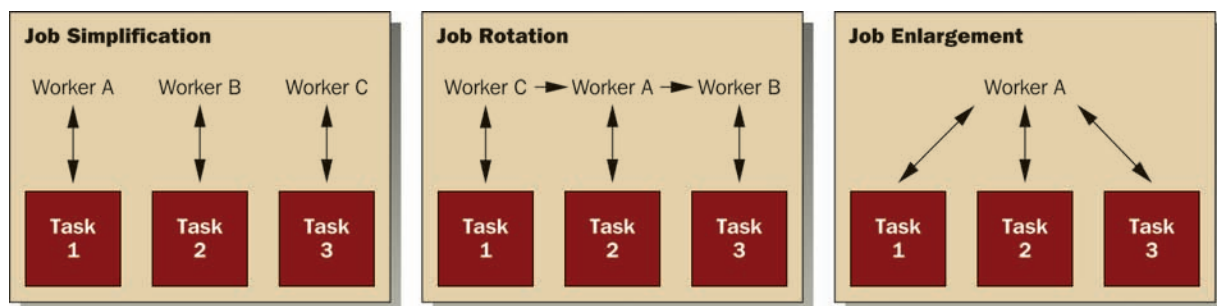 Job Simplification
Worker A Worker B Worker C
Task Task Task
1 2 3
Job Rotation
Worker C Worker A Worker B
Task Task Task
1 2 3
Job Enlargement
Worker A
Task Task Task
1 2 3